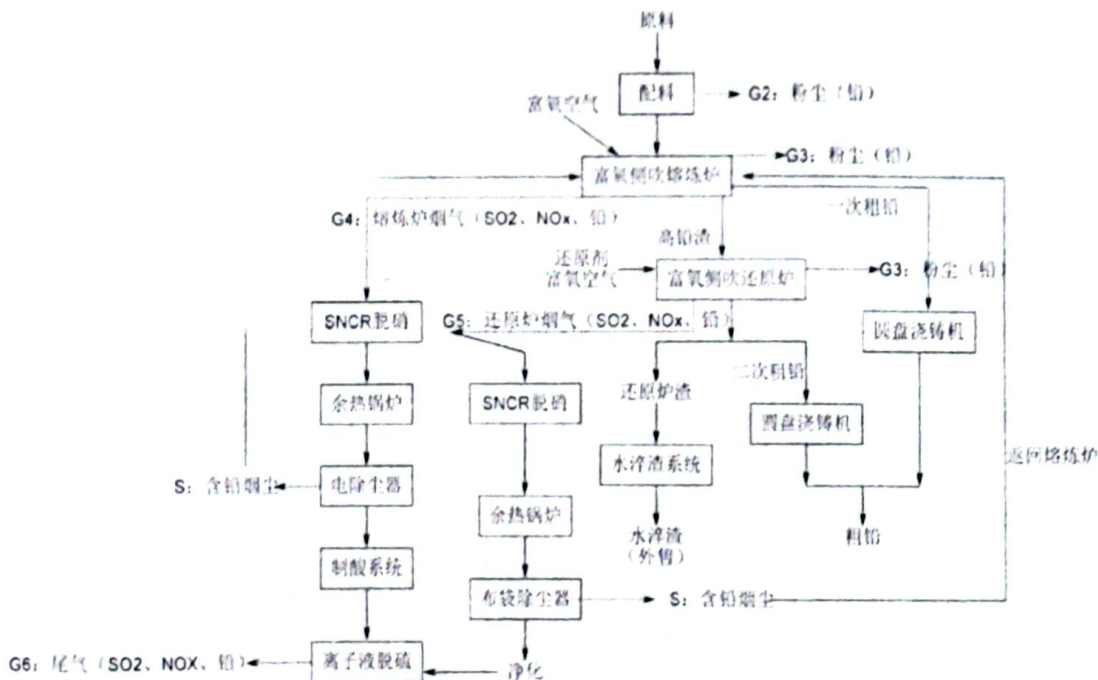 原料
配料
G2：粉尘（铅）
富氧空气
G3：粉尘（铅）
富氧侧吹熔炼炉
一次粗铅
G4：熔炼炉烟气（SO2、NOx、铅）
高铅渣
还原剂
富氧空气
富氧侧吹还原炉
G3：粉尘（铅）
SNCR脱硝
G5：还原炉烟气（SO2、NOx、铅）
圆盘浇铸机
二次粗铅
还原炉渣
余热锅炉
SNCR脱硝
圆盘浇铸机
水淬渣系统
返回熔炼炉
S：含铅烟尘
电除尘器
余热锅炉
水淬渣
（外售）
粗铅
制酸系统
布袋除尘器
S：含铅烟尘
G6：尾气（SO2、NOX、铅）
离子液脱硫
净化